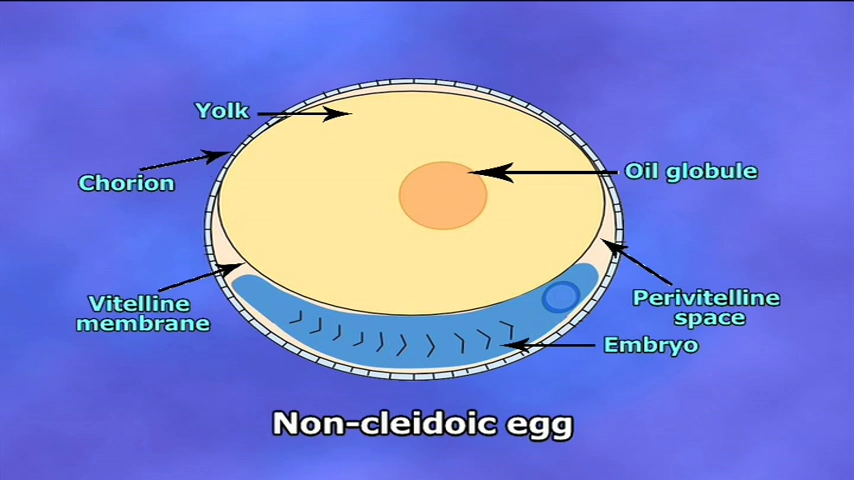 Yolk
Chorion
Oil globule
Vitelline
membrane
Perivitelline
space
Embryo
Non-cleidoic egg